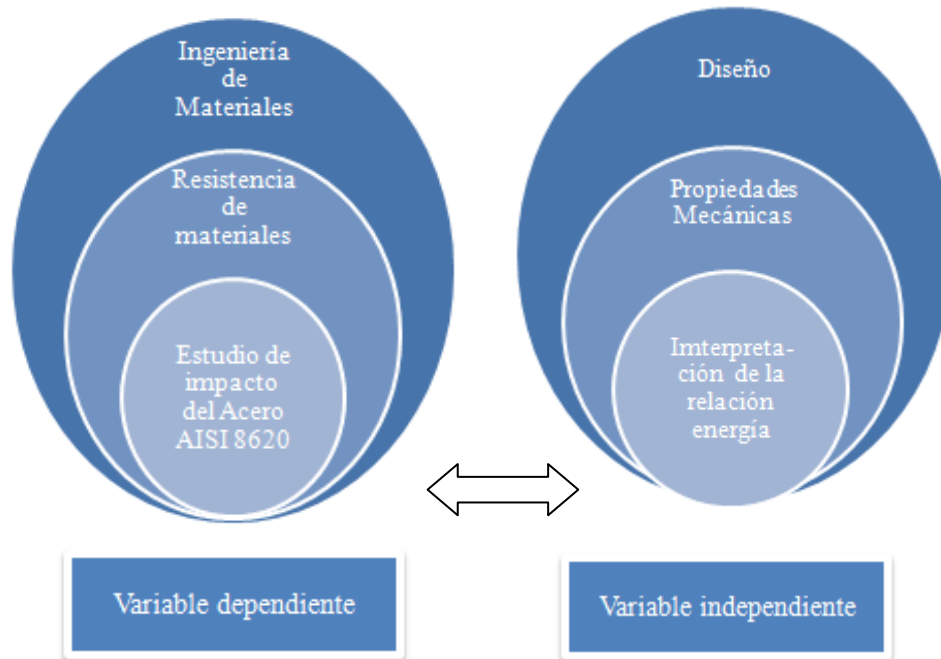 Ingeniería
de
Materiales
Resistencia
de
materiales
Estudio de
impacto
del Acero
AISI 8620
Variable dependiente
Diseño
Propiedades
Mecánicas
Imterpreta-
ción de la
relación
energía
Variable independiente